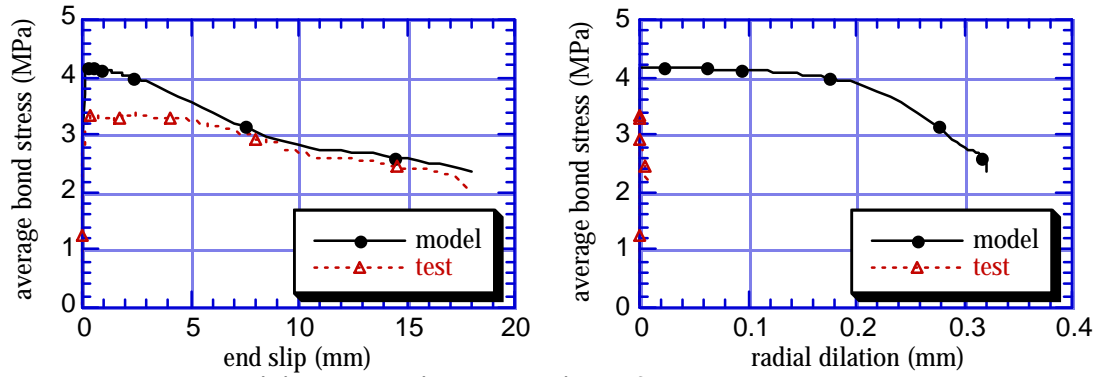 average bond stress (MPa)
5
4
3
2
1
0
0 5 10 15 20
end slip (mm)
model
test
average bond stress (MPa)
5
4
3
2
1
0
0 0.1 0.2 0.3 0.4
radial dilation (mm)
model
test